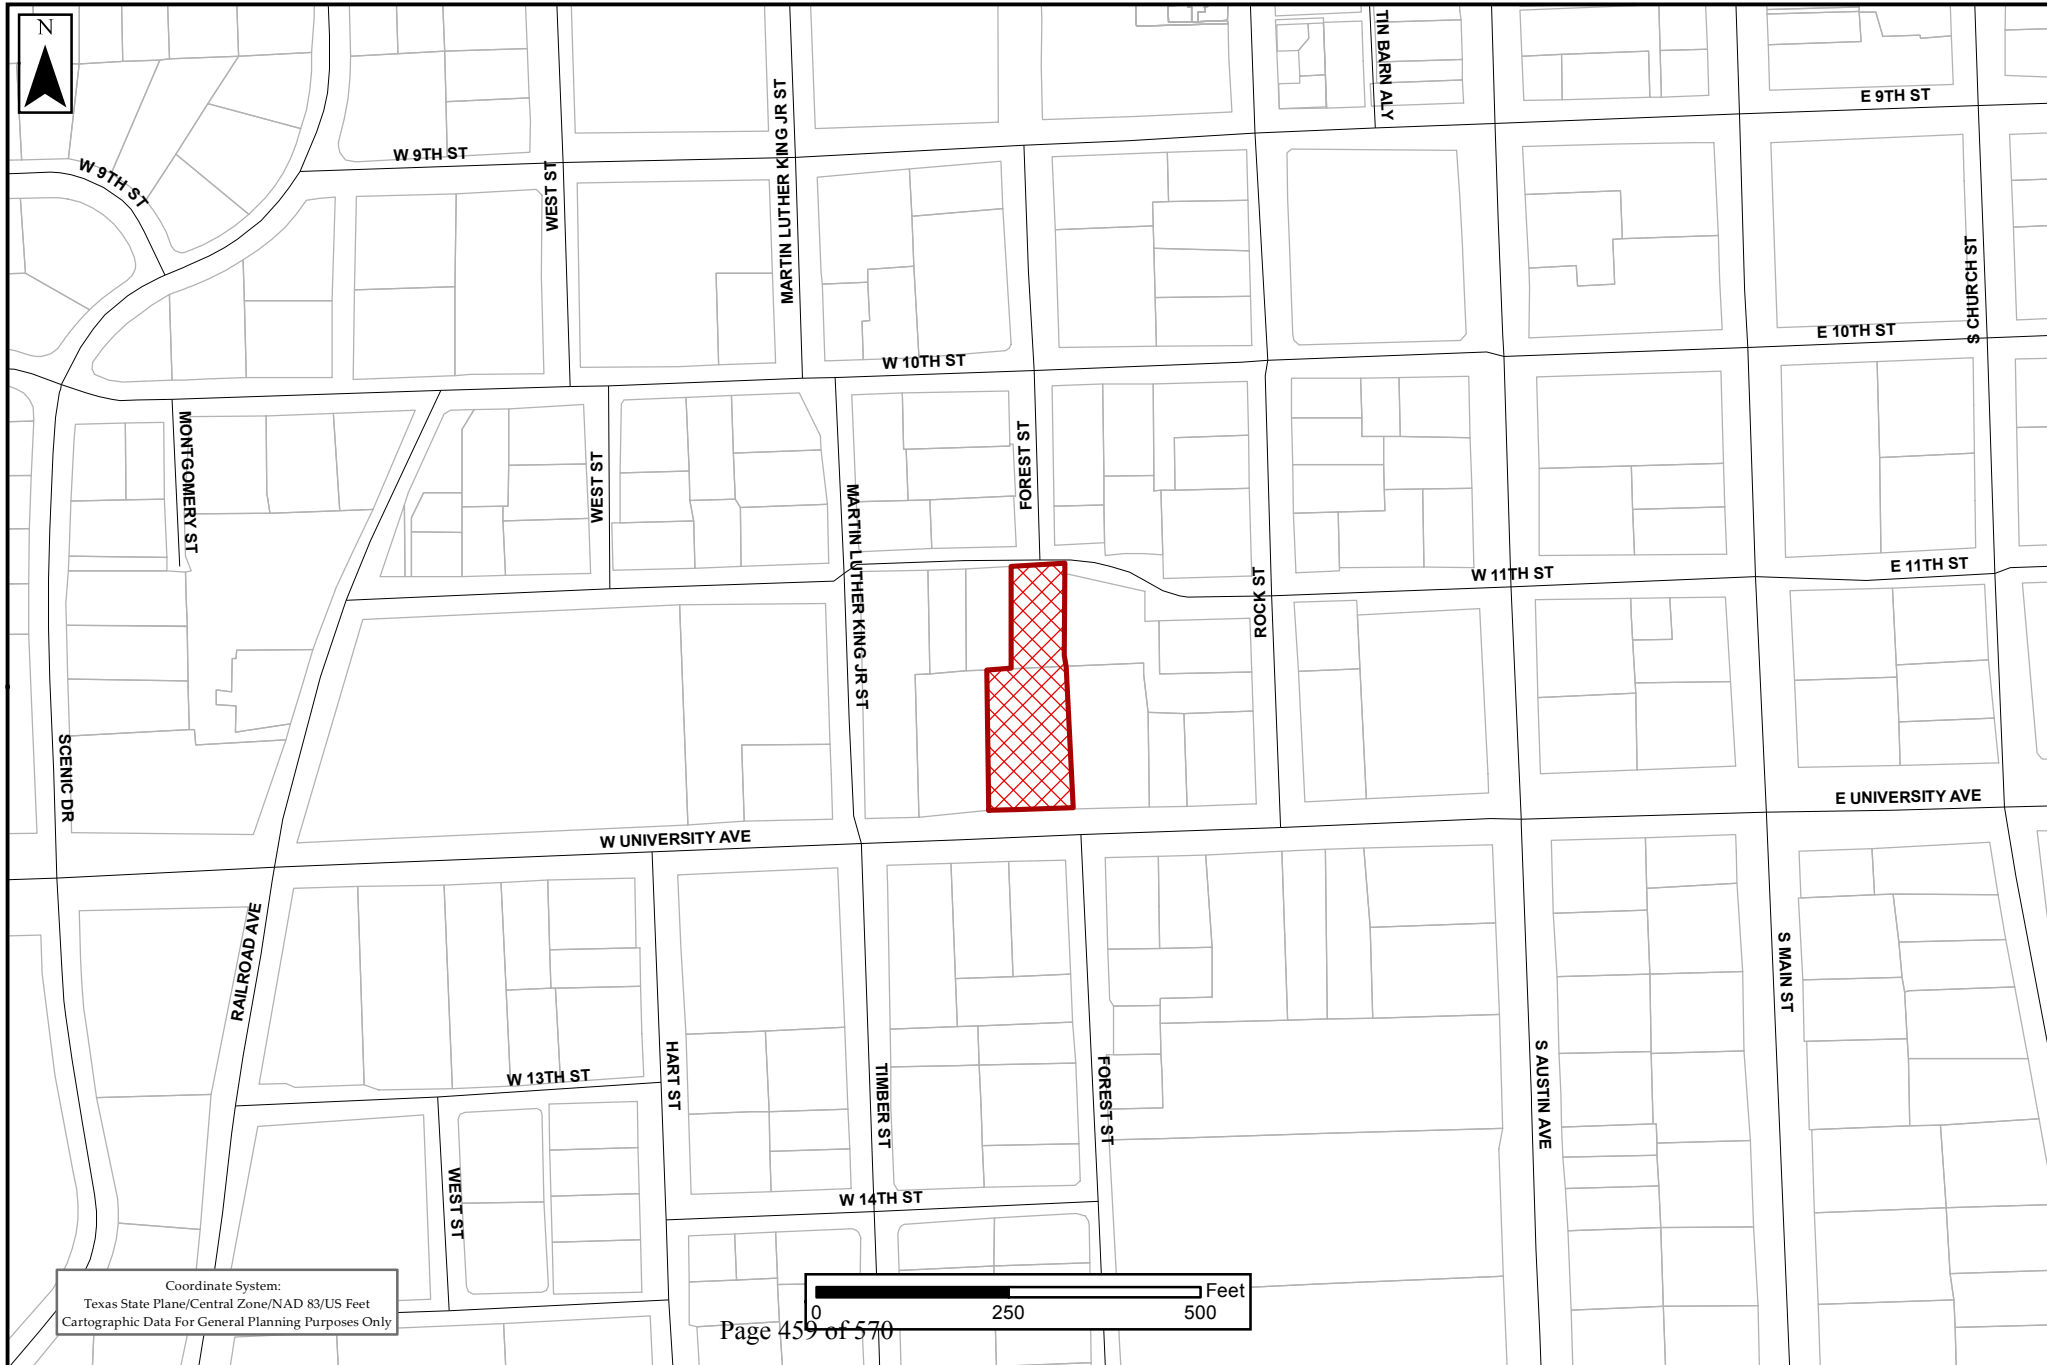 N
TIN BARN ALY
E 9TH ST
W 9TH ST
W 9TH ST
WEST ST
MARTIN LUTHER KING JR ST
S CHURCH ST
E 10TH ST
W 10TH ST
MONTGOMERY ST
WEST ST
FOREST ST
MARTIN LUTHER KING JR ST
ROCK ST
W 11TH ST
E 11TH ST
SCENIC DR
E UNIVERSITY AVE
W UNIVERSITY AVE
RAILROAD AVE
S MAIN ST
HART ST
W 13TH ST
TIMBER ST
FOREST ST
S AUSTIN AVE
WEST ST
W 14TH ST
Coordinate System:
Texas State Plane/Central Zone/NAD 83/US Feet
Cartographic Data For General Planning Purposes Only
Feet
0 250 500
Page 459 of 570